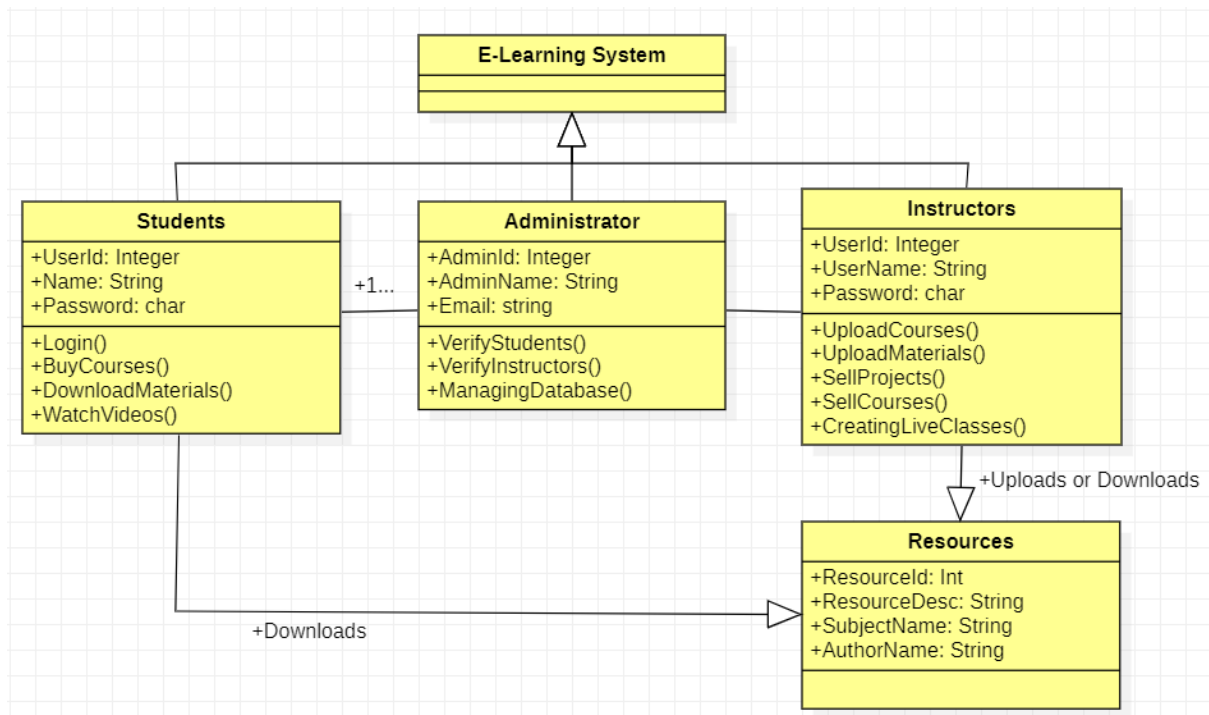 E-Learning System
Students
+UserId: Integer
+Name: String
+Password: char
+Login()
+BuyCourses()
+DownloadMaterials()
+WatchVideos()
+1...
Administrator
+AdminId: Integer
+AdminName: String
+Email: string
+VerifyStudents()
+VerifyInstructors()
+ManagingDatabase()
Instructors
+UserId: Integer
+UserName: String
+Password: char
+UploadCourses()
+UploadMaterials()
+SellProjects()
+SellCourses()
+CreatingLiveClasses()
+Uploads or Downloads
Resources
+ResourceId: Int
+ResourceDesc: String
+SubjectName: String
+AuthorName: String
+Downloads